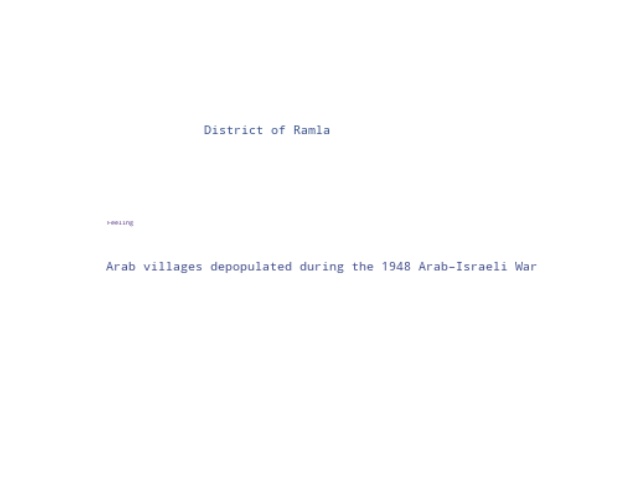 District of Ramla
Arab villages depopulated during the 1948 Arab–Israeli War